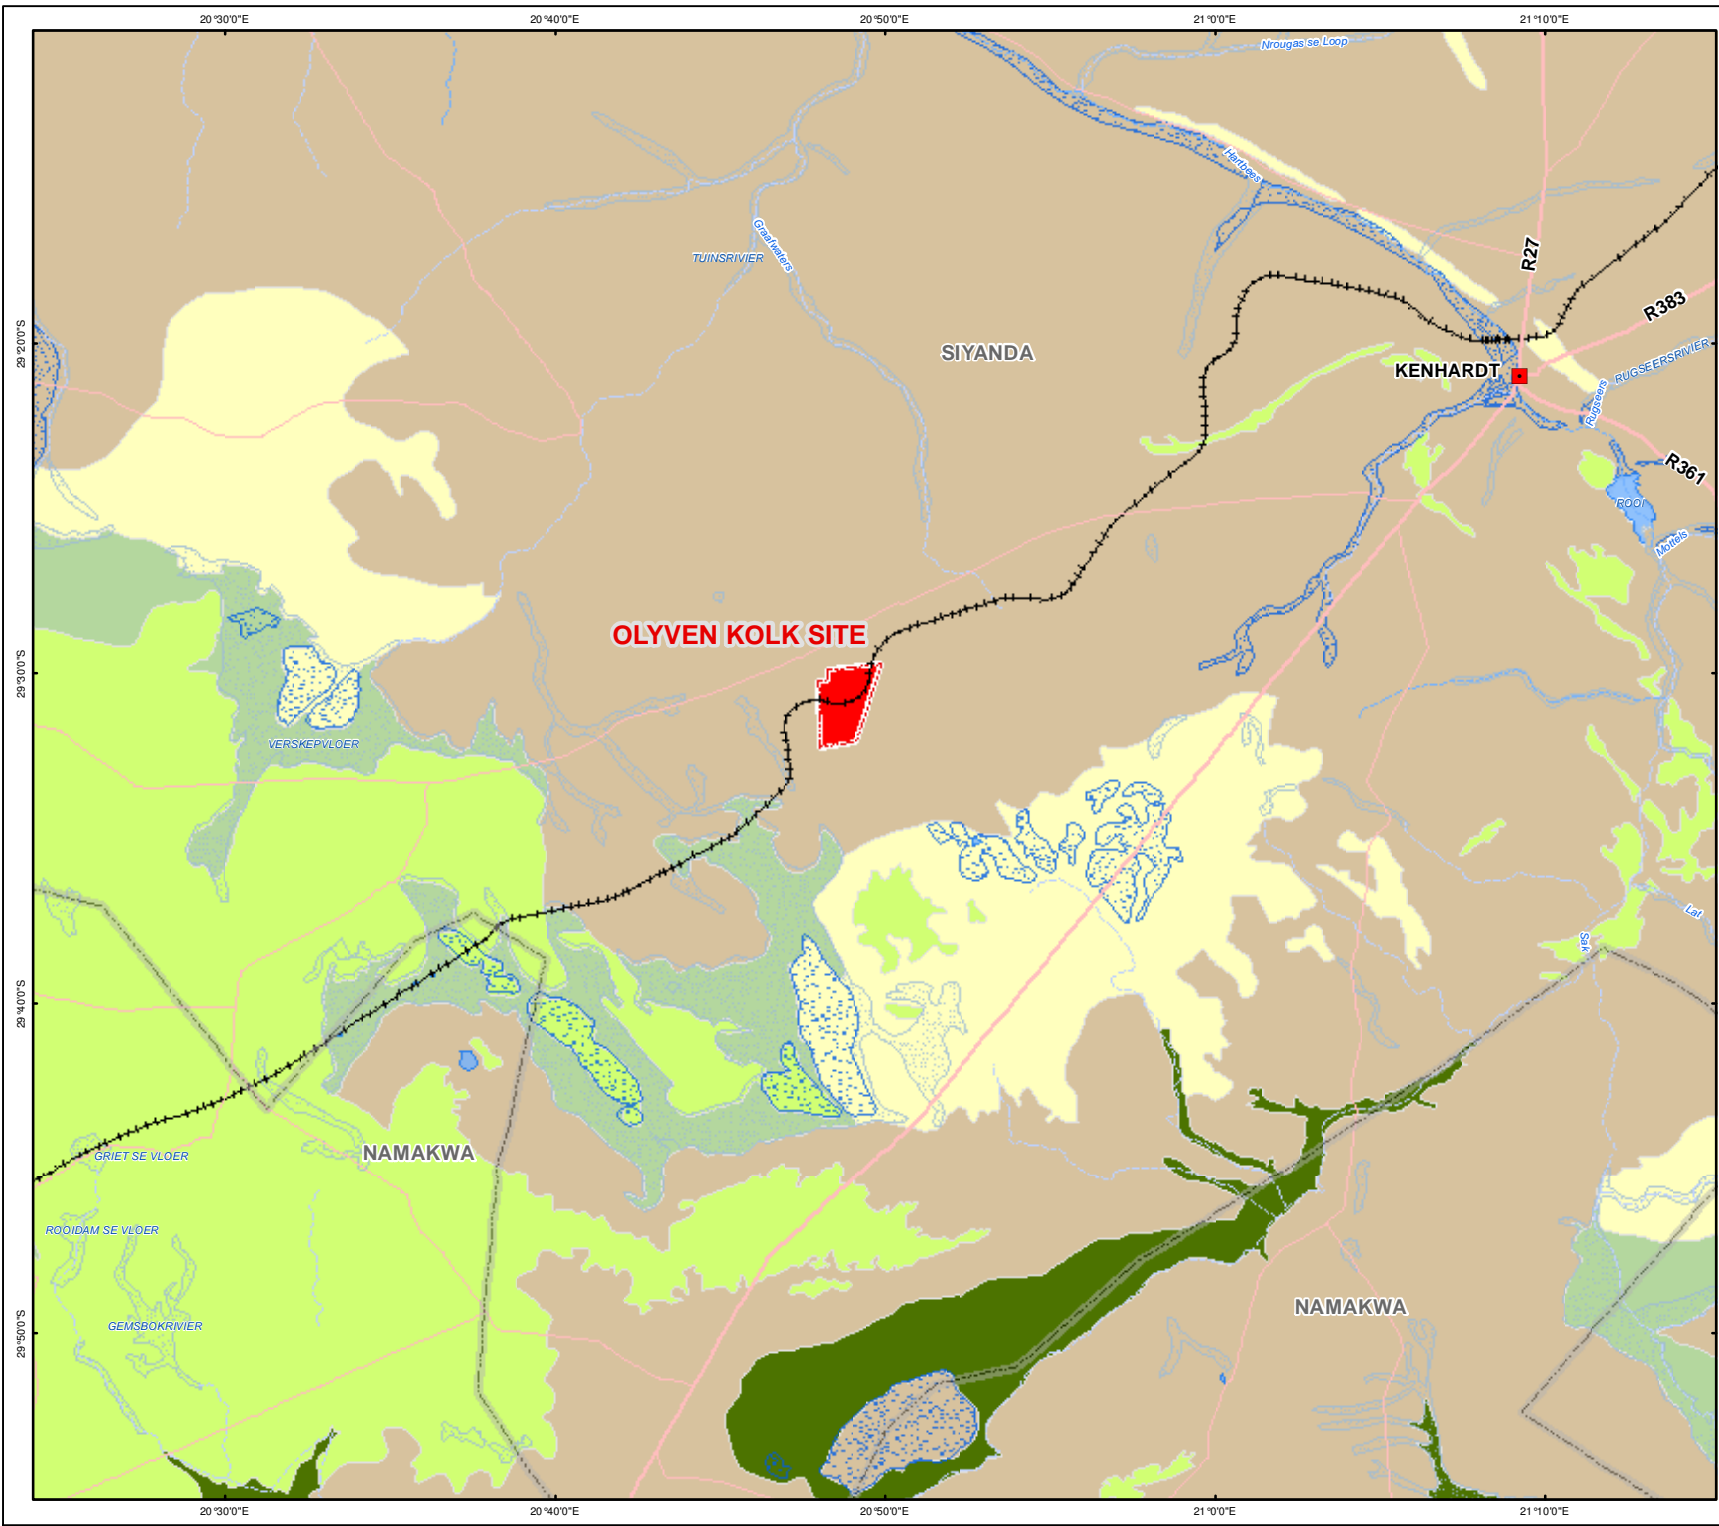 20°30'0"E
20°40'0"E
20°50'0"E
21°0'0"E
21°10'0"E
Nrougas se Loop
Hartbees
Graafwaters
TUINSRIVIER
R27
R383
29°20'0"S
SIYANDA
KENHARDT
RUGSEERSRIVIER
Rugseers
R361
ROOI
Mottels
OLYVEN KOLK SITE
29°30'0"S
VERSKEPVLOER
Laf
Sak
29°40'0"S
NAMAKWA
GRIET SE VLOER
ROOIDAM SE VLOER
NAMAKWA
GEMSBOKRIVIER
29°50'0"S
20°30'0"E
20°40'0"E
20°50'0"E
21°0'0"E
21°10'0"E